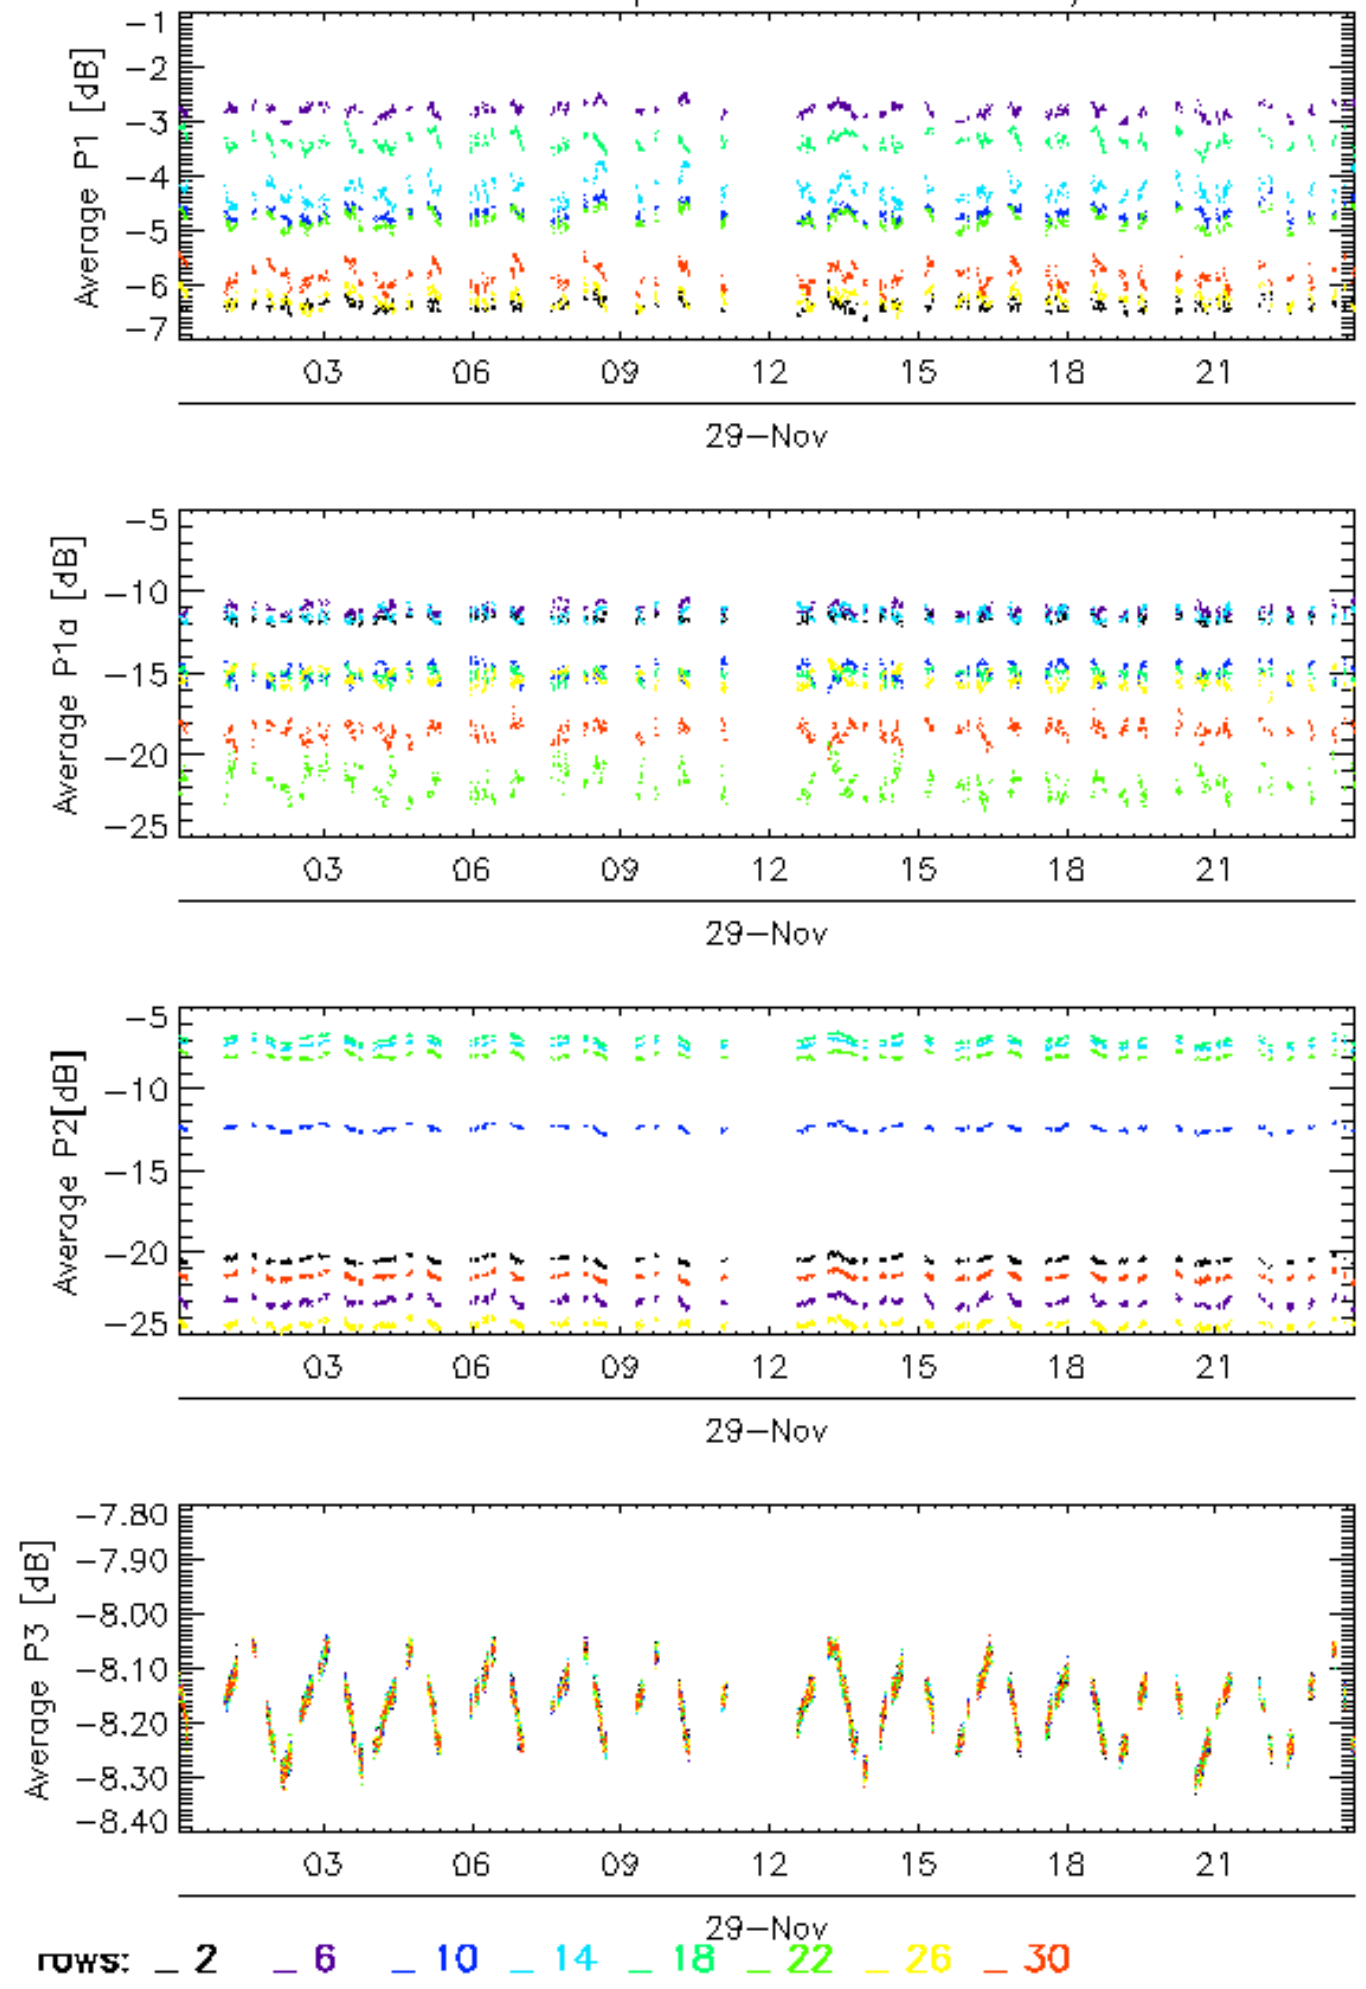 -1
-2
-3
-4
-5
-6
-7
Average P1 [dB]
03 06 09 12 15 18 21
29-Nov
-5
-10
-15
-20
-25
Average P1a [dB]
03 06 09 12 15 18 21
29-Nov
-5
-10
-15
-20
-25
Average P2[dB]
03 06 09 12 15 18 21
29-Nov
-7.80
-7.90
-8.00
-8.10
-8.20
-8.30
-8.40
Average P3 [dB]
03 06 09 12 15 18 21
29-Nov
rows: _ 2 _ 6 _ 10 _ 14 _ 18 _ 22 _ 26 _ 30